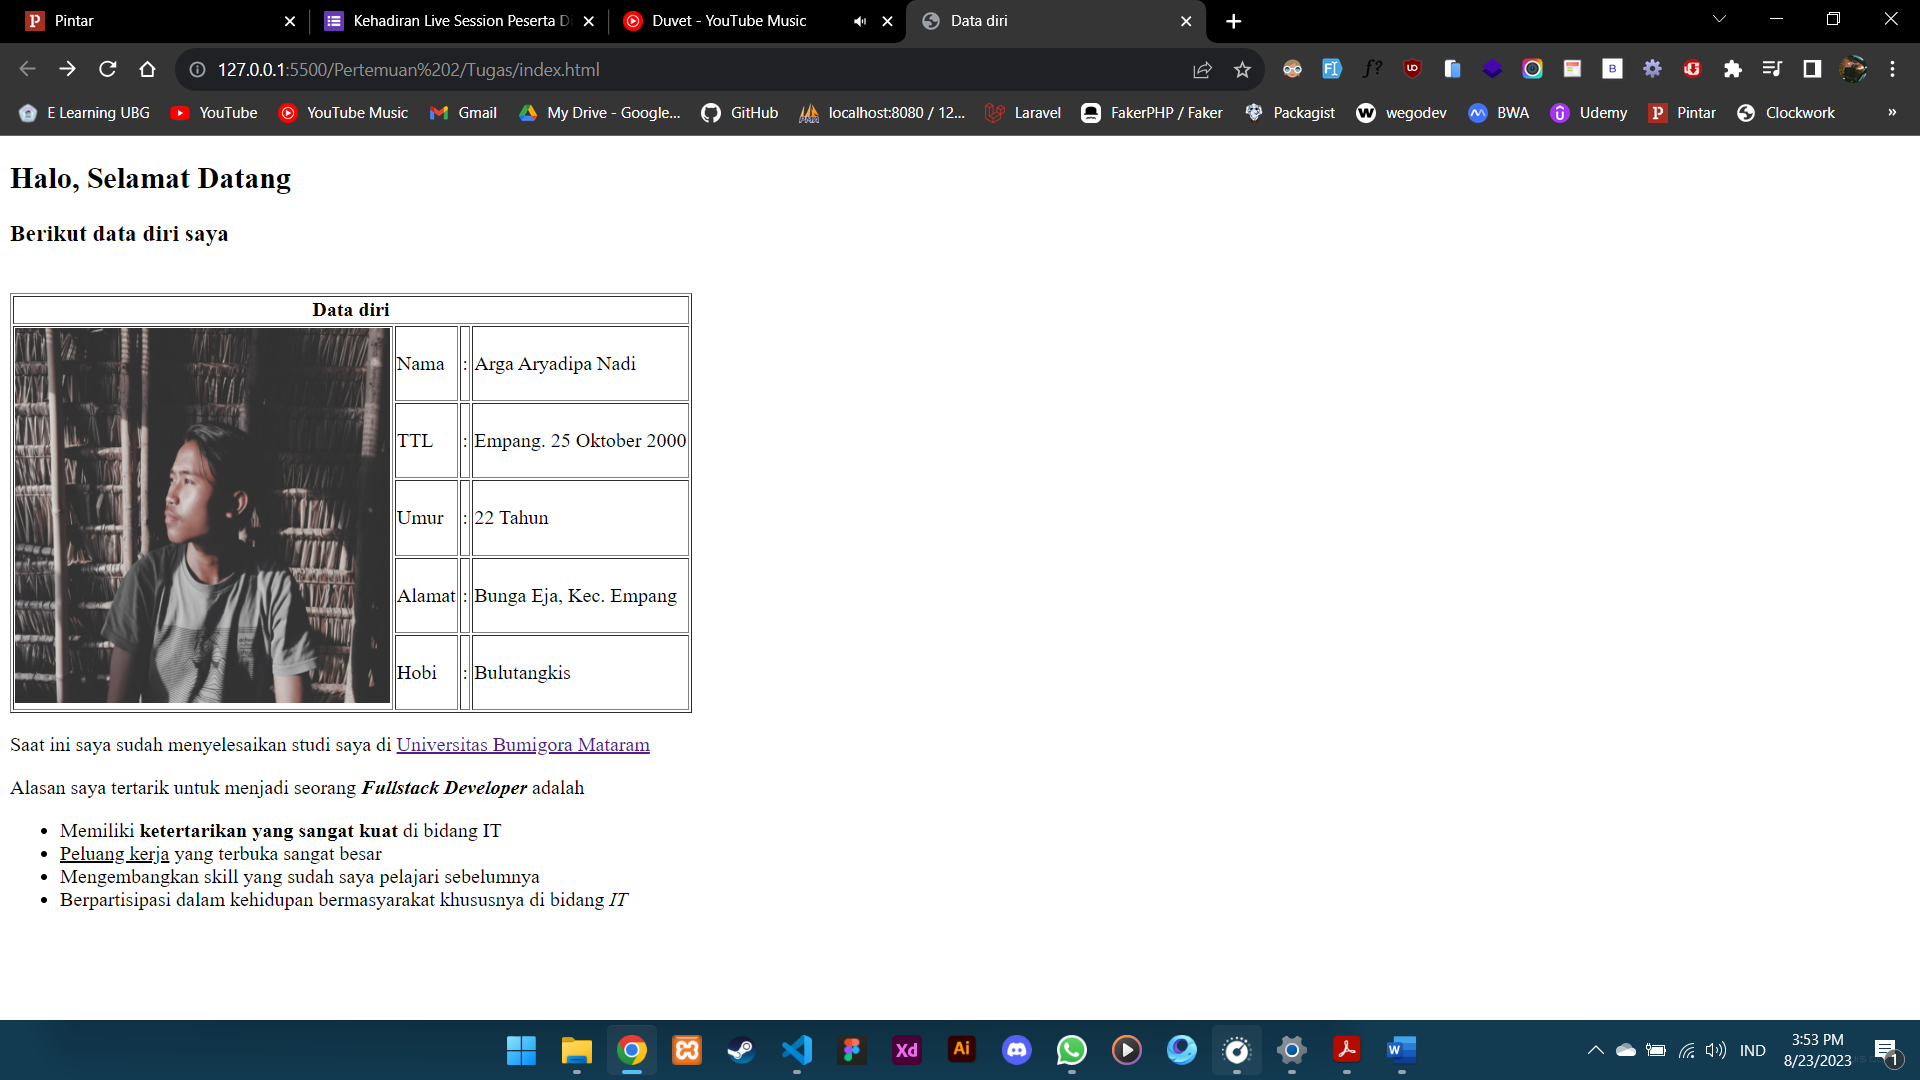 Pintar
Kehadiran Live Session Peserta D
Duvet - YouTube Music
Data diri
127.0.0.1:5500/Pertemuan%202/Tugas/index.html
E Learning UBG
YouTube
YouTube Music
Gmail
My Drive - Google...
GitHub
localhost:8080 / 12...
Laravel
FakerPHP / Faker
Packagist
wegodev
BWA
Udemy
Pintar
Clockwork
»
Halo, Selamat Datang
Berikut data diri saya
Data diri
Nama : Arga Aryadipa Nadi
TTL : Empang. 25 Oktober 2000
Umur : 22 Tahun
Alamat : Bunga Eja, Kec. Empang
Hobi : Bulutangkis
Saat ini saya sudah menyelesaikan studi saya di Universitas Bumigora Mataram
Alasan saya tertarik untuk menjadi seorang Fullstack Developer adalah
• Memiliki ketertarikan yang sangat kuat di bidang IT
• Peluang kerja yang terbuka sangat besar
• Mengembangkan skill yang sudah saya pelajari sebelumnya
• Berpartisipasi dalam kehidupan bermasyarakat khususnya di bidang IT
Xd
Ai
IND
3:53 PM
8/23/2023
1